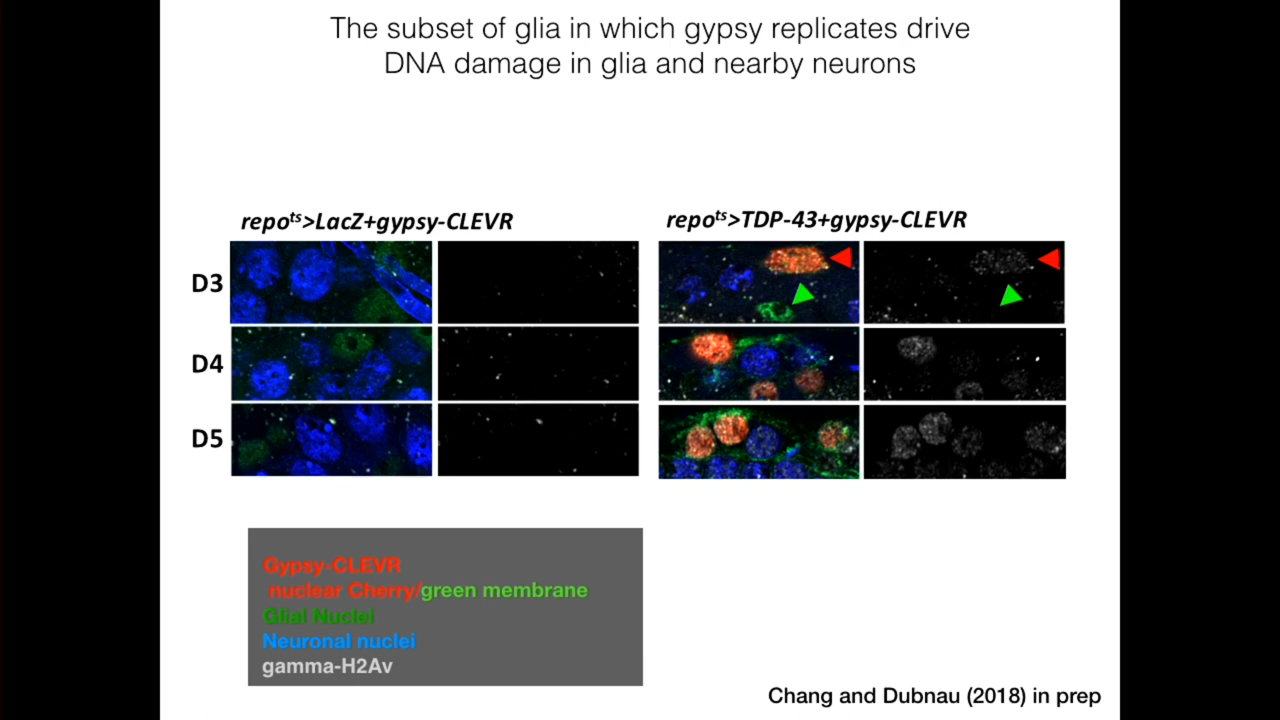 The subset of glia in which gypsy replicates drive
DNA damage in glia and nearby neurons
repots>LacZ+gypsy-CLEVR
repots>TDP-43+gypsy-CLEVR
D3
D4
D5
Gypsy-CLEVR
nuclear Cherry/green membrane
Glial Nuclei
Neuronal nuclei
gamma-H2Av
Chang and Dubnau (2018) in prep